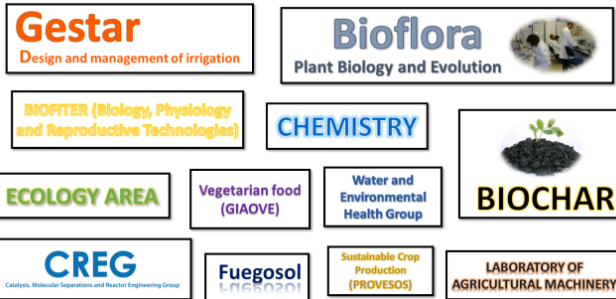 Gestar
Design and management of irrigation
Bioflora
Plant Biology and Evolution
BIOFITER (Biology, Physiology
and Reproductive Technologies)
CHEMISTRY
BIOCHAR
ECOLOGY AREA
Vegetarian food
(GIAOVE)
Water and
Environmental
Health Group
CREG
Catalysis, Molecular Separations and Reactor Engineering Group
Fuegosol
Sustainable Crop
Production
(PROVESOS)
LABORATORY OF
AGRICULTURAL MACHINERY